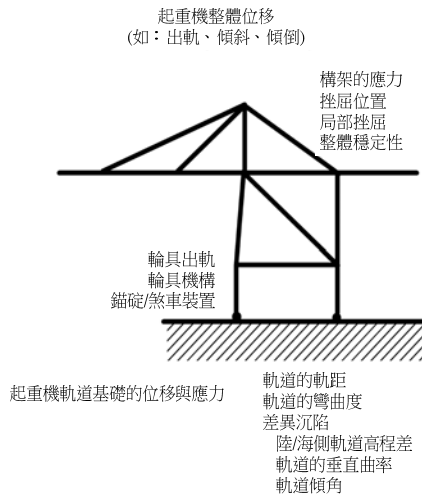 起重機整體位移
(如：出軌、傾斜、傾倒)
構架的應力
挫屈位置
局部挫屈
整體穩定性
輪具出軌
輪具機構
錨碇/煞車裝置
起重機軌道基礎的位移與應力
軌道的軌距
軌道的彎曲度
差異沉陷
陸/海側軌道高程差
軌道的垂直曲率
軌道傾角